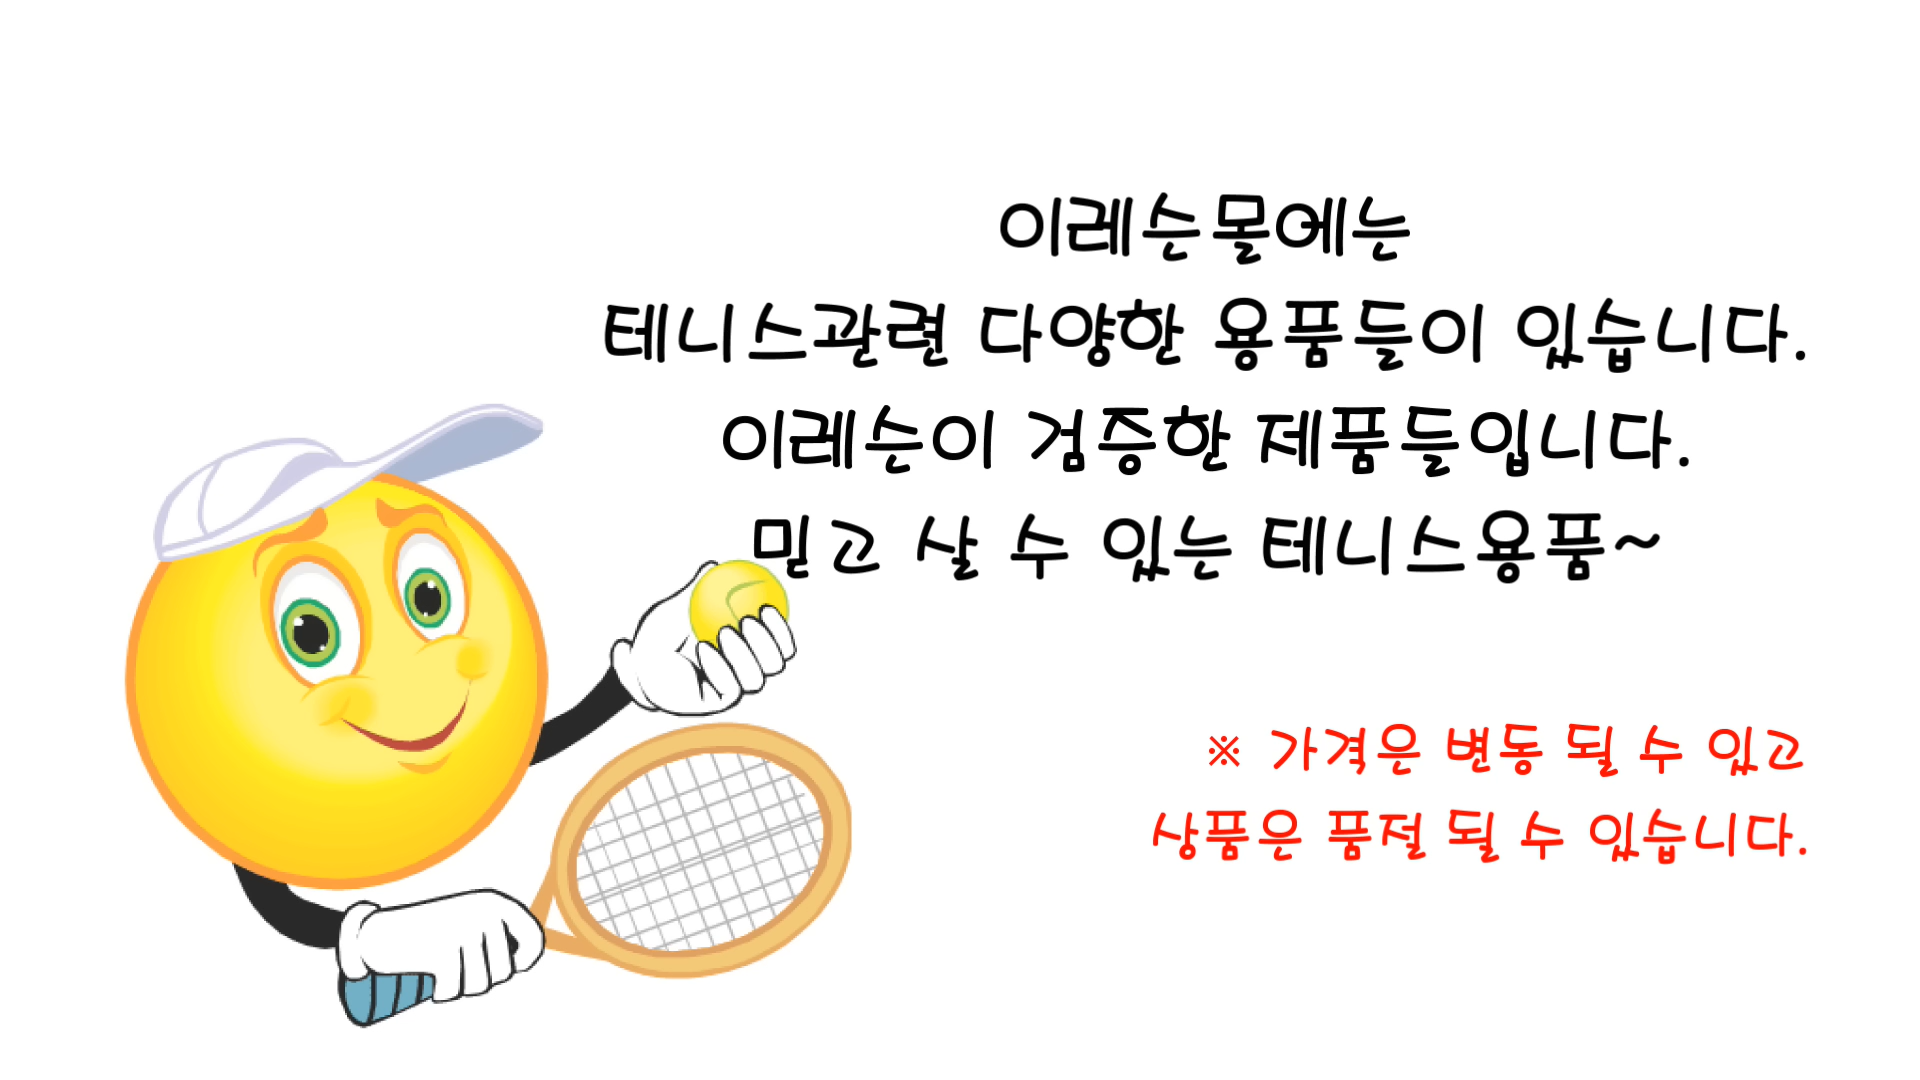 이레슨몰에는
테니스관련 다양한 용품들이 있습니다.
이레슨이 검증한 제품들입니다.
믿고 살 수 있는 테니스용품~
※ 가격은 변동 될 수 있고
상품은 품절 될 수 있습니다.